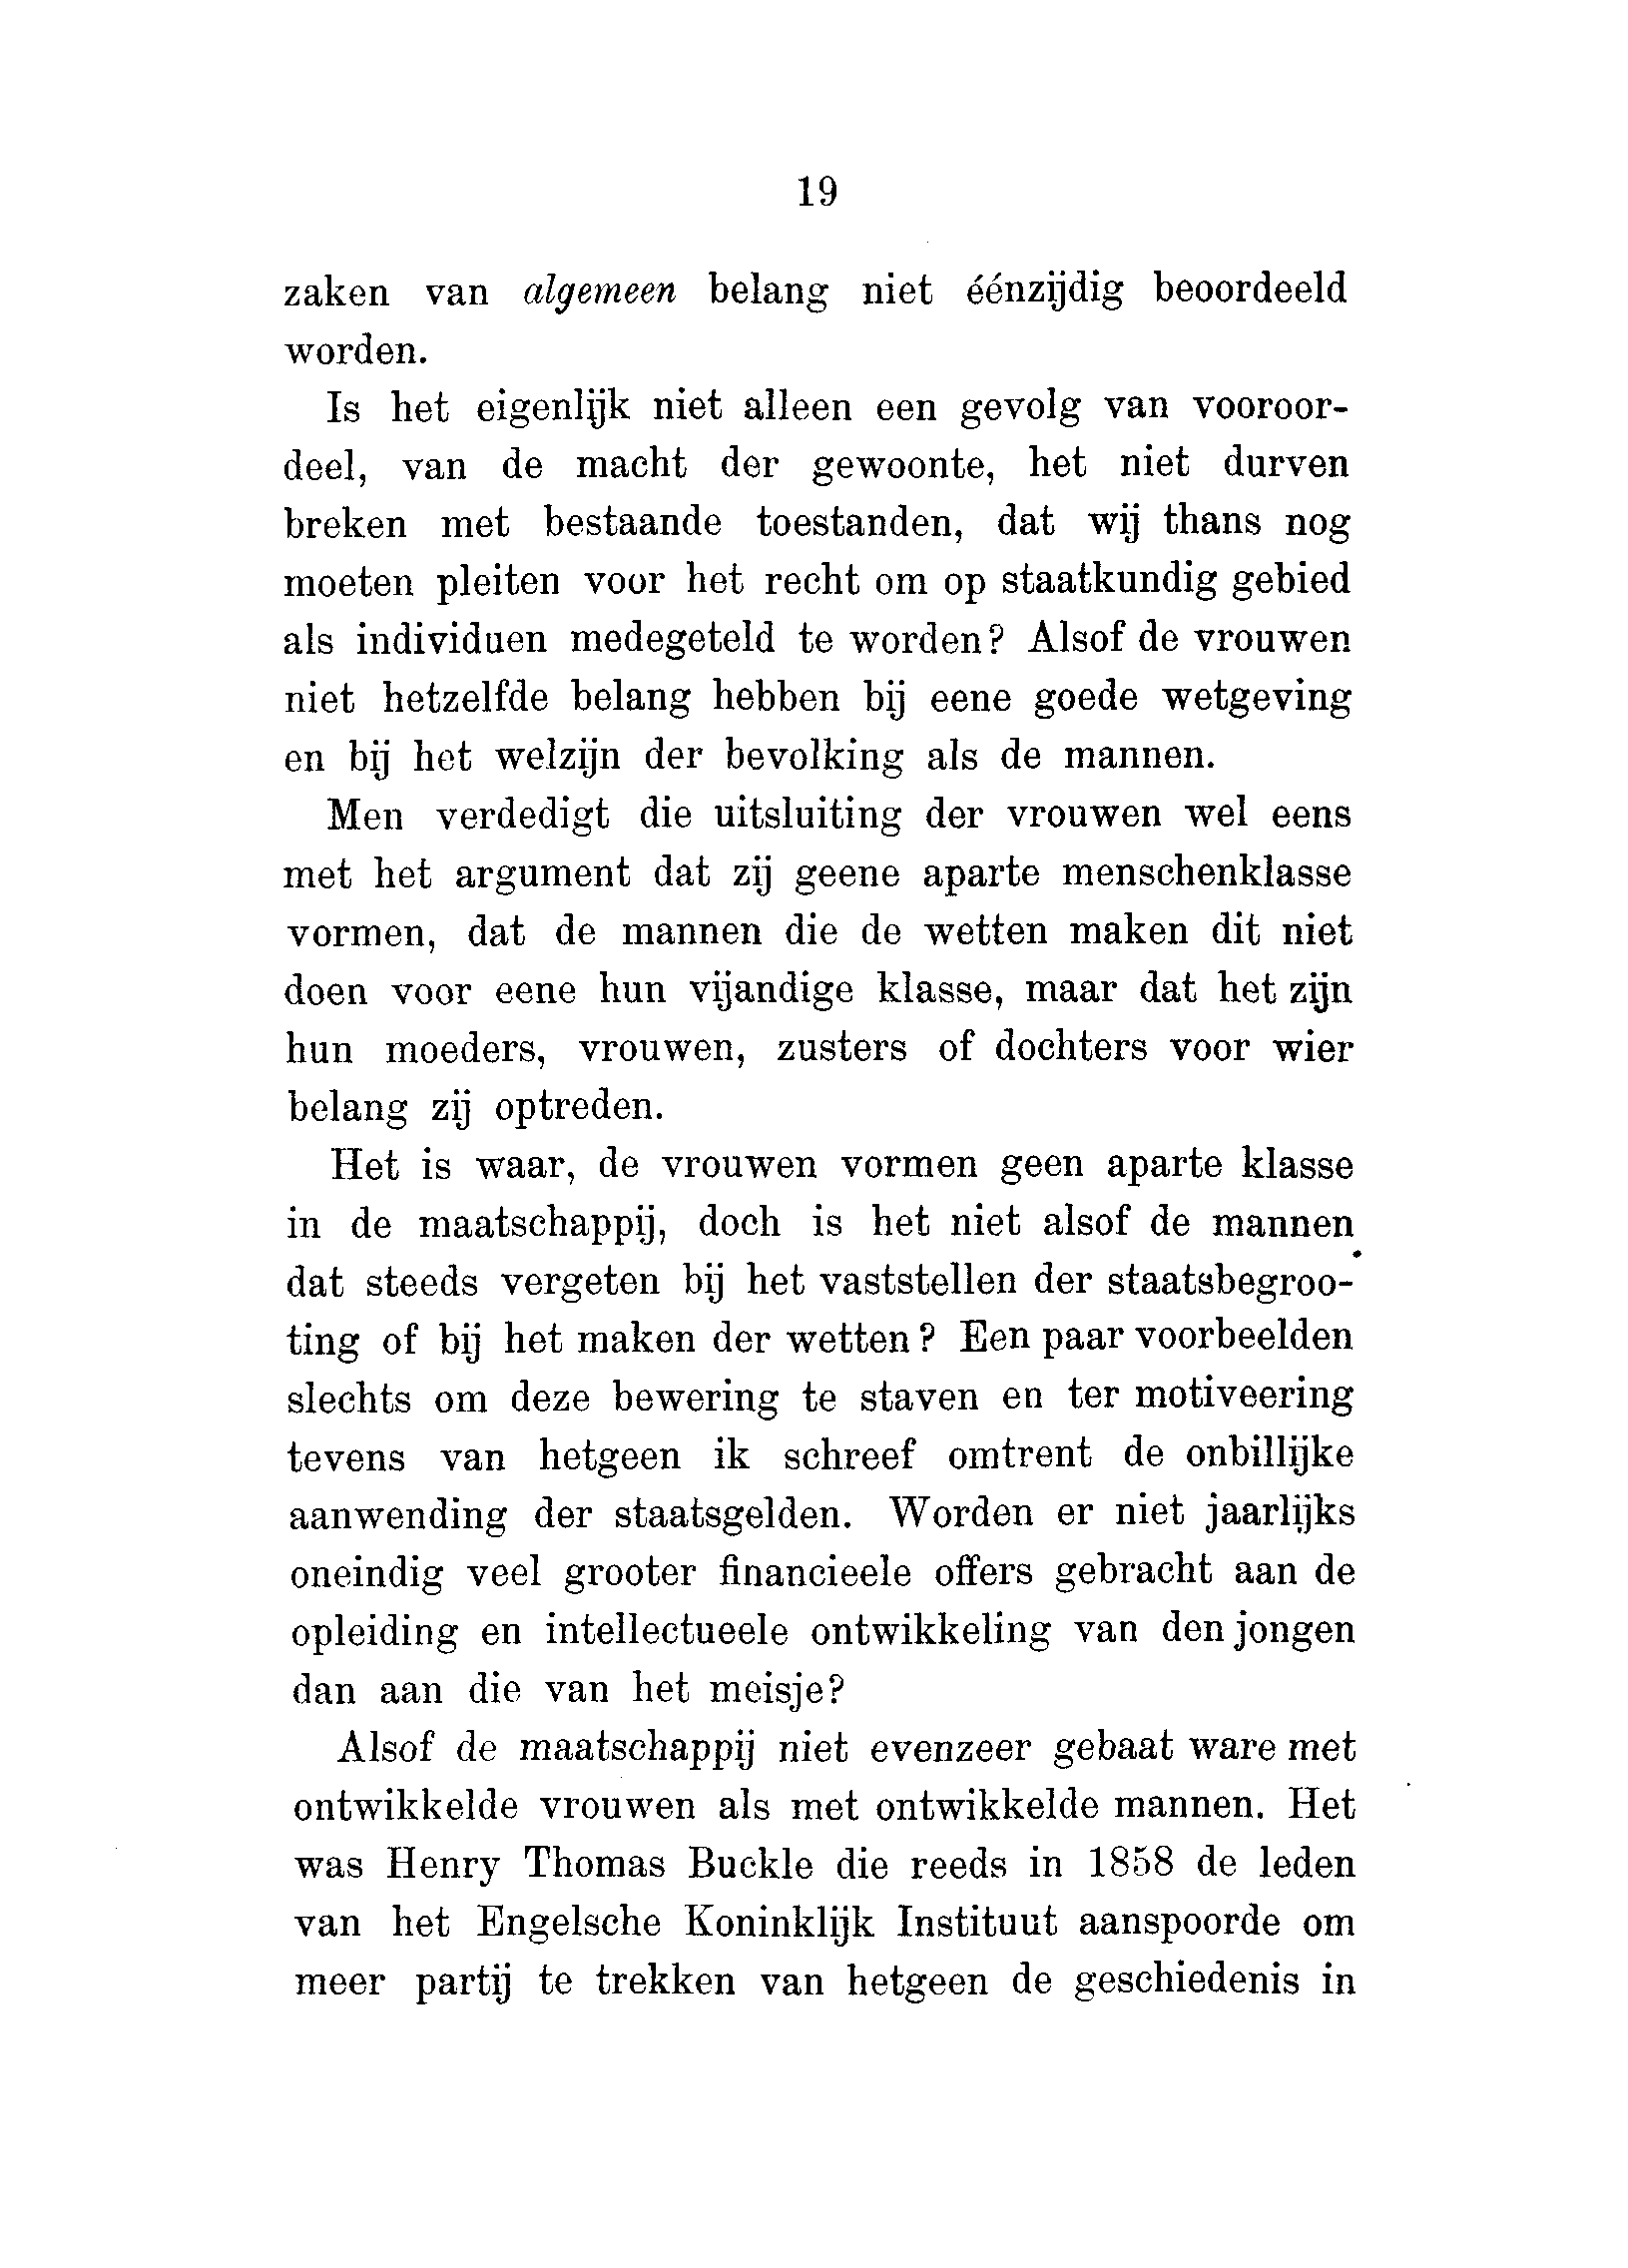 19
zaken van algemeen belang niet éénzijdig beoordeeld
worden.
Is het eigenlijk niet alleen een gevolg van vooroor-
deel, van de macht der gewoonte, het niet durven
breken met bestaande toestanden, dat wij thans nog
moeten pleiten voor het recht om op staatkundig gebied
als individuen medegeteld te worden? Alsof de vrouwen
niet hetzelfde belang hebben bij eene goede wetgeving
en bij het welzijn der bevolking als de mannen.
Men verdedigt die uitsluiting der vrouwen wel eens
met het argument dat zij geene aparte menschenklasse
vormen, dat de mannen die de wetten maken dit niet
doen voor eene hun vijandige klasse, maar dat het zijn
hun moeders, vrouwen, zusters of dochters voor wier
belang zij optreden.
Het is waar, de vrouwen vormen geen aparte klasse
in de maatschappij, doch is het niet alsof de mannen
dat steeds vergeten bij het vaststellen der staatsbegroo-
ting of bij het maken der wetten? Een paar voorbeelden
slechts om deze bewering te staven en ter motiveering
tevens van hetgeen ik schreef omtrent de onbillijke
aanwending der staatsgelden. Worden er niet jaarlijks
oneindig veel grooter financieele offers gebracht aan de
opleiding en intellectueele ontwikkeling van den jongen
dan aan die van het meisje?
Alsof de maatschappij niet evenzeer gebaat ware met
ontwikkelde vrouwen als met ontwikkelde mannen. Het
was Henry Thomas Buckle die reeds in 1858 de leden
van het Engelsche Koninklijk Instituut aanspoorde om
meer partij te trekken van hetgeen de geschiedenis in